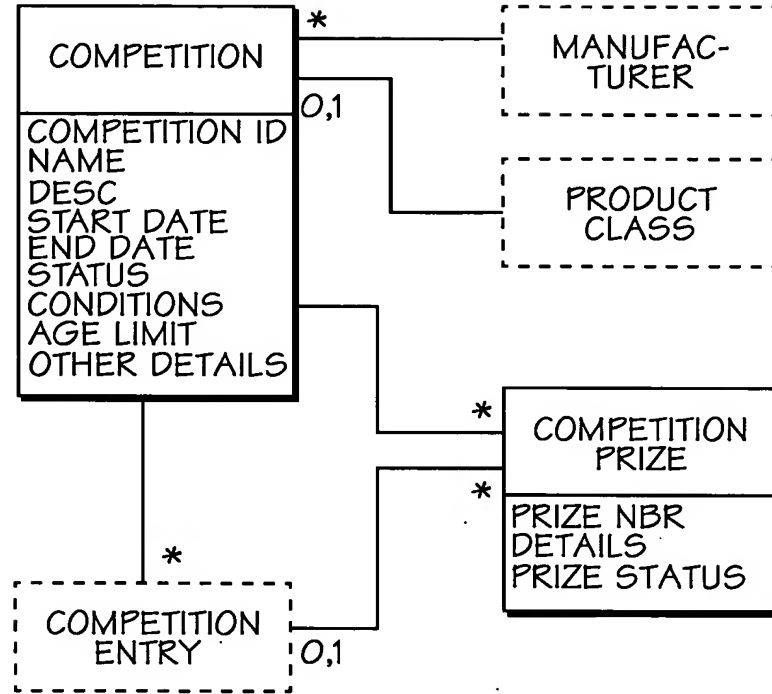 COMPETITION
COMPETITION ID
NAME
DESC
START DATE
END DATE
STATUS
CONDITIONS
AGE LIMIT
OTHER DETAILS
*
0,1
MANUFAC-
TURER
PRODUCT
CLASS
*
COMPETITION
PRIZE
*
PRIZE NBR
DETAILS
PRIZE STATUS
*
COMPETITION
ENTRY
0,1